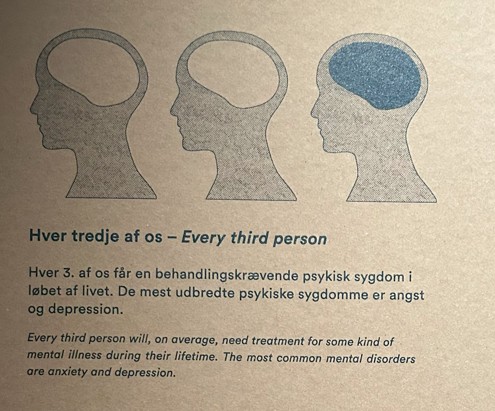 Hver tredje af os – Every third person
Hver 3. af os får en behandlingskrævende psykisk sygdom i
løbet af livet. De mest udbredte psykiske sygdomme er angst
og depression.
Every third person will, on average, need treatment for some kind of
mental illness during their lifetime. The most common mental disorders
are anxiety and depression.